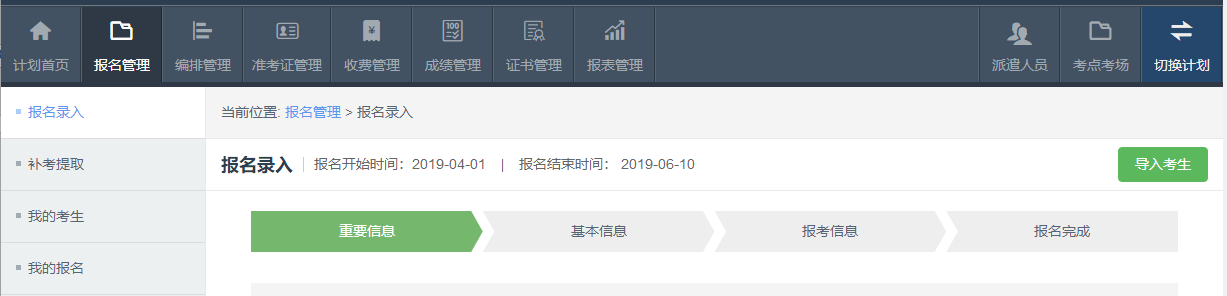 计划首页 报名管理 编排管理 准考证管理 收费管理 成绩管理 证书管理 报表管理 派遣人员 考点考场 切换计划
报名录入
补考提取
我的考生
我的报名
当前位置: 报名管理 > 报名录入
报名录入 报名开始时间：2019-04-01 | 报名结束时间： 2019-06-10 导入考生
重要信息 基本信息 报考信息 报名完成